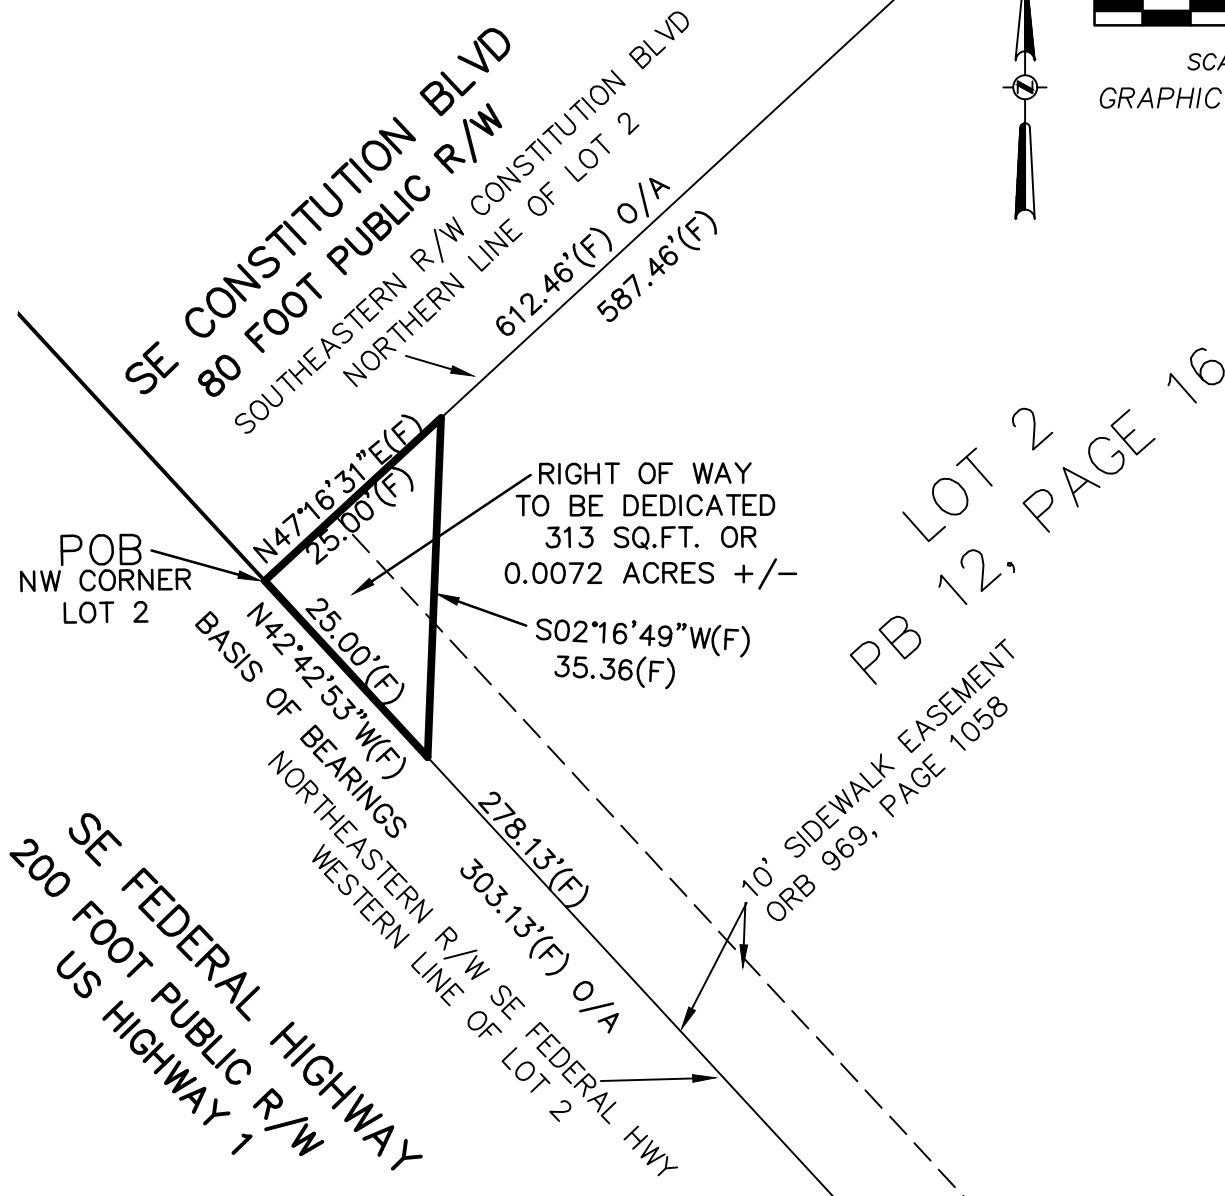 SE CONSTITUTION BLVD
80 FOOT PUBLIC R/W
SOUTHEASTERN R/W CONSTITUTION BLVD
NORTHERN LINE OF LOT 2
612.46'(F) O/A
587.46'(F)
Z
GRAPHIC
N47°16'31"E(F)
25.00'(F)
RIGHT OF WAY
TO BE DEDICATED
313 SQ.FT. OR
0.0072 ACRES +/-
S02°16'49"W(F)
35.36(F)
POB
NW CORNER
LOT 2
25.00'(F)
N42°42'53"W(F)
BASIS OF BEARINGS
NORTHEASTERN R/W SE FEDERAL HWY
WESTERN LINE OF LOT 2
278.13'(F)
303.13'(F) O/A
LOT 2
PB 12, PAGE 16
10' SIDEWALK EASEMENT
ORB 969, PAGE 1058
SE FEDERAL HIGHWAY
200 FOOT PUBLIC R/W
US HIGHWAY 1